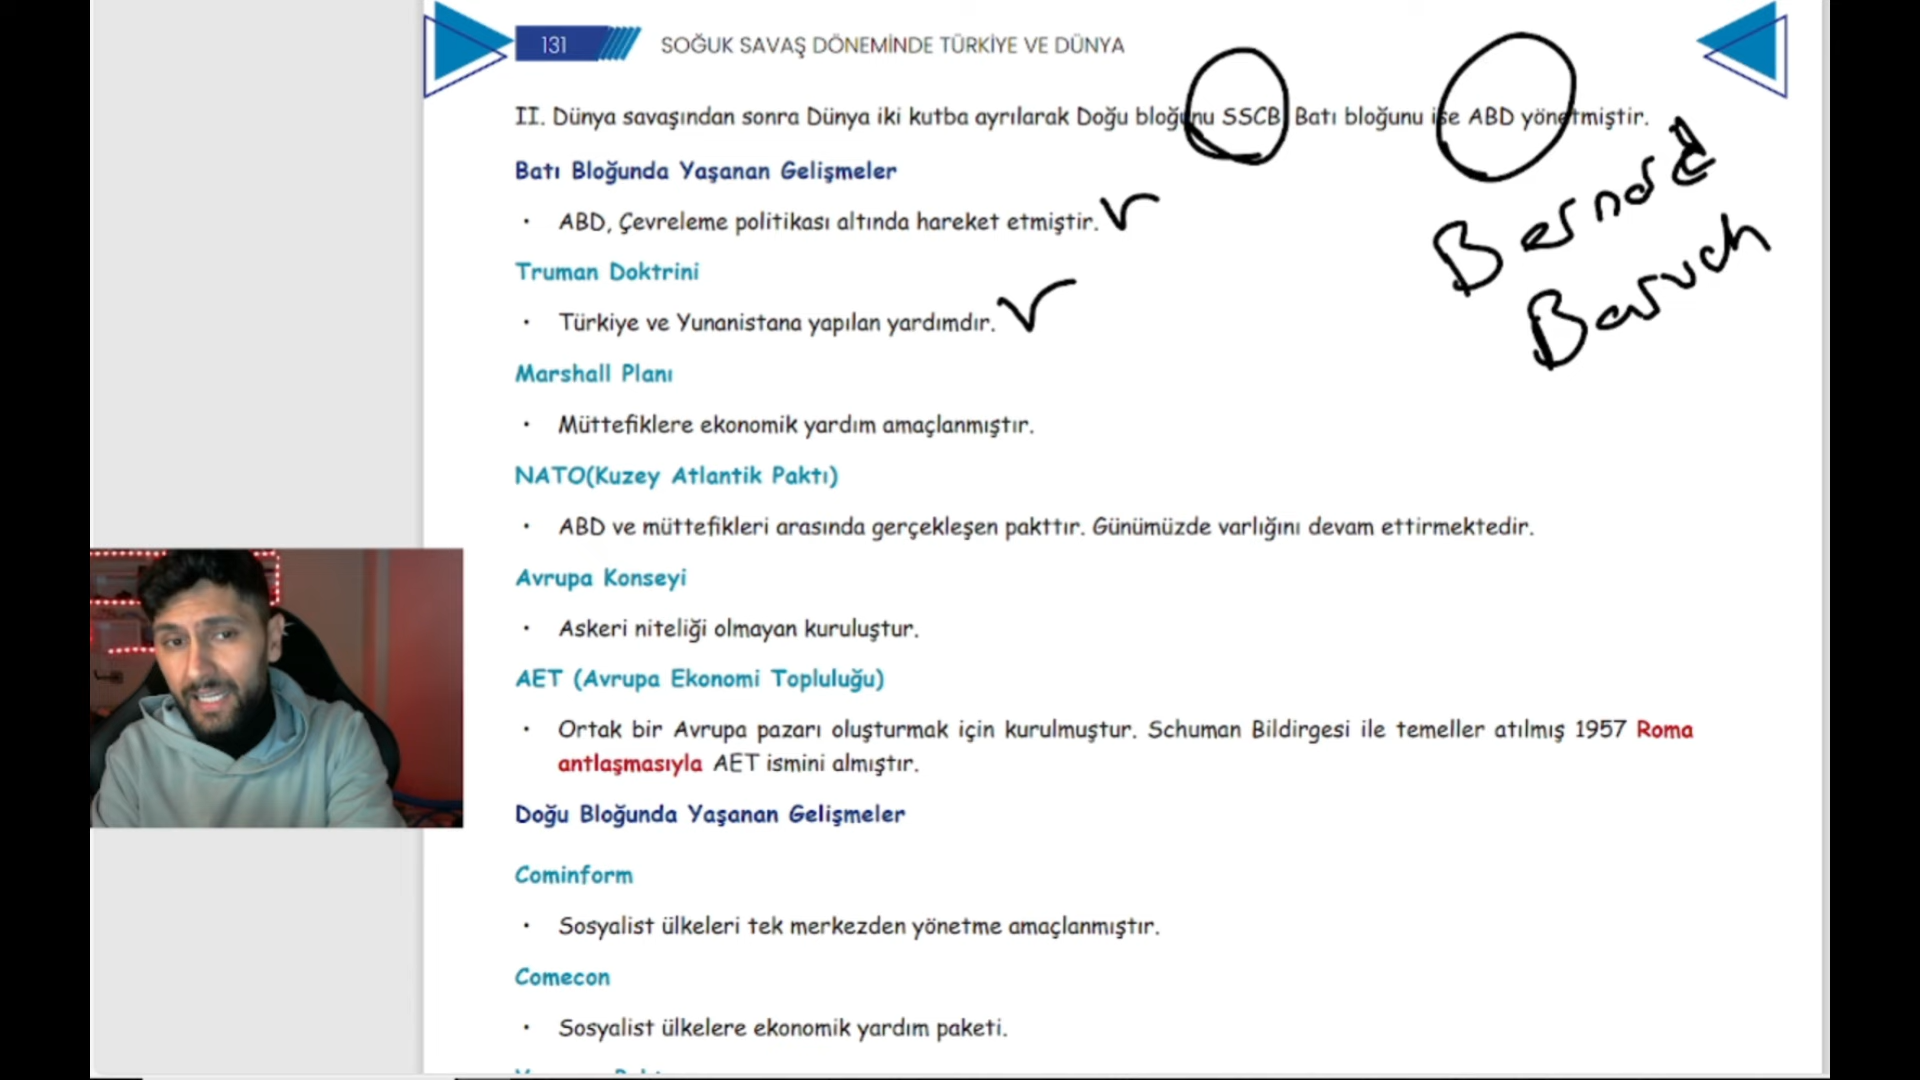 131 SOĞUK SAVAŞ DÖNEMİNDE TÜRKİYE VE DÜNYA
II. Dünya savaşından sonra Dünya iki kutba ayrılarak Doğu bloğunu SSCB Batı bloğunu ise ABD yönetmiştir.
Bernard
Baruch
Batı Bloğunda Yaşanan Gelişmeler
· ABD, Çevreleme politikası altında hareket etmiştir.
Truman Doktrini
· Türkiye ve Yunanistana yapılan yardımdır.
Marshall Planı
· Müttefiklere ekonomik yardım amaçlanmıştır.
NATO(Kuzey Atlantik Paktı)
· ABD ve müttefikleri arasında gerçekleşen pakttır. Günümüzde varlığını devam ettirmektedir.
Avrupa Konseyi
· Askeri niteliği olmayan kuruluştur.
AET (Avrupa Ekonomi Topluluğu)
· Ortak bir Avrupa pazarı oluşturmak için kurulmuştur. Schuman Bildirgesi ile temeller atılmış 1957 Roma
antlaşmasıyla AET ismini almıştır.
Doğu Bloğunda Yaşanan Gelişmeler
Cominform
· Sosyalist ülkeleri tek merkezden yönetme amaçlanmıştır.
Comecon
· Sosyalist ülkelere ekonomik yardım paketi.